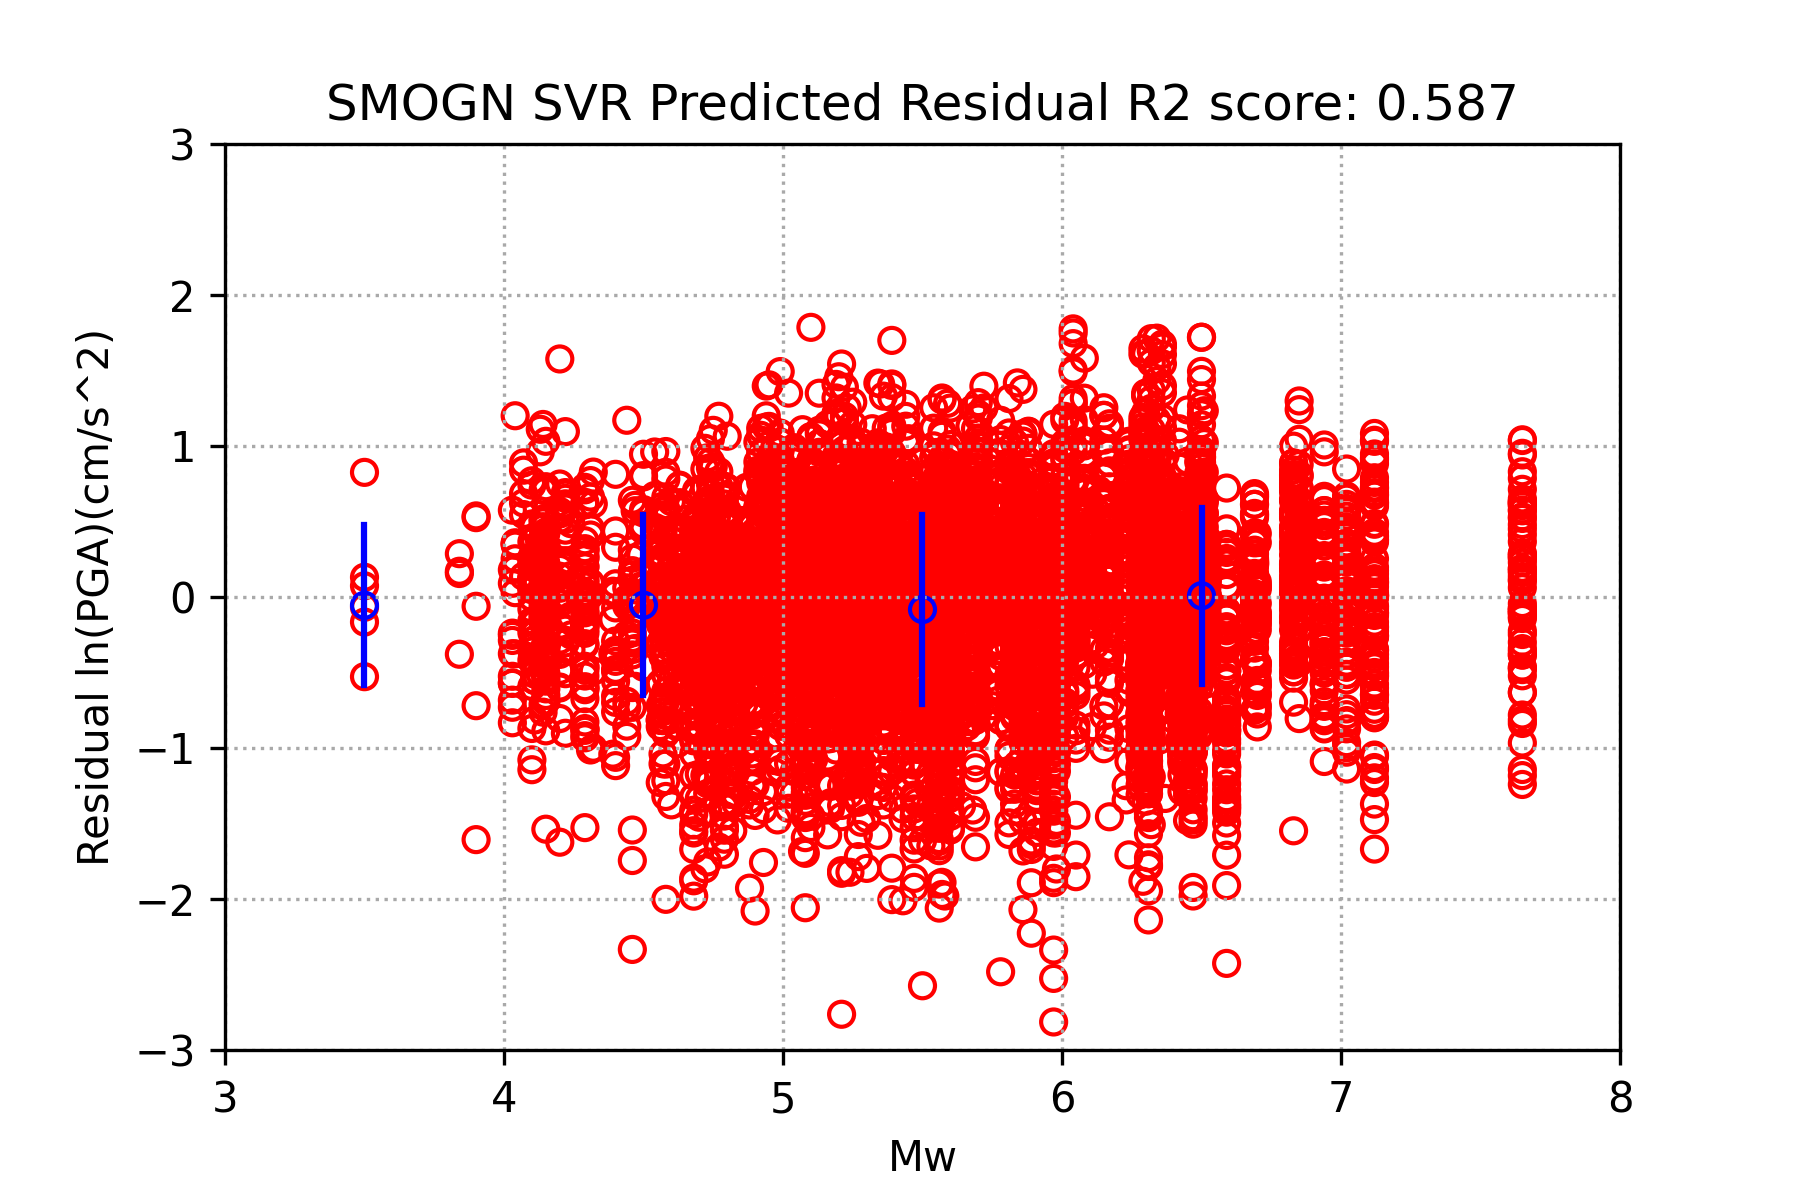 SMOGN SVR Predicted Residual R2 score: 0.587
3
2
1
0
−1
−2
−3
Residual ln(PGA)(cm/s^2)
3 4 5 6 7 8
Mw